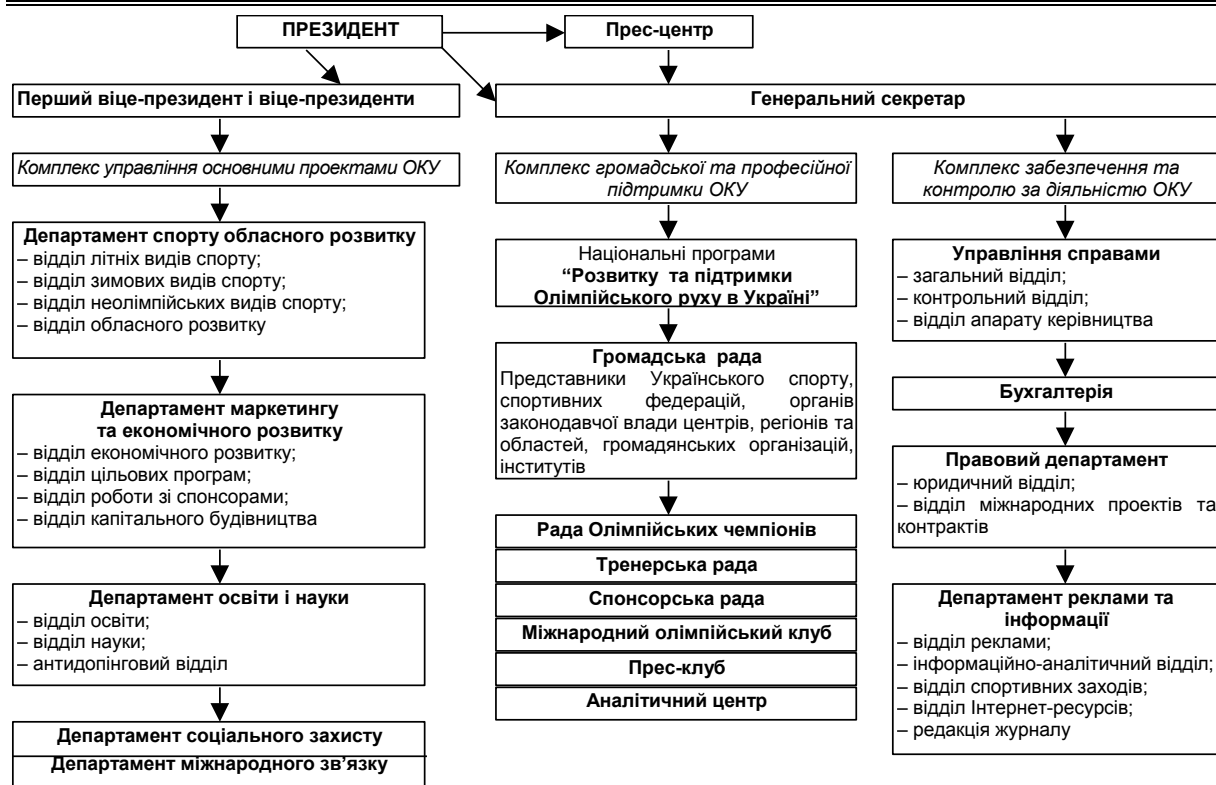 ПРЕЗИДЕНТ
Прес-центр
Перший віце-президент і віце-президенти
Генеральний секретар
Комплекс управління основними проектами ОКУ
Комплекс громадської та професійної
підтримки ОКУ
Комплекс забезпечення та
контролю за діяльністю ОКУ
Департамент спорту обласного розвитку
– відділ літніх видів спорту;
– відділ зимових видів спорту;
– відділ неолімпійських видів спорту;
– відділ обласного розвитку
Департамент маркетингу
та економічного розвитку
– відділ економічного розвитку;
– відділ цільових програм;
– відділ роботи зі спонсорами;
– відділ капітального будівництва
Департамент освіти і науки
– відділ освіти;
– відділ науки;
– антидопінговий відділ
Департамент соціального захисту
Департамент міжнародного зв’язку
Національні програми
“Розвитку та підтримки
Олімпійського руху в Україні”
Громадська рада
Представники Українського спорту,
спортивних федерацій, органів
законодавчої влади центрів, регіонів та
областей, громадянських організацій,
інститутів
Рада Олімпійських чемпіонів
Тренерська рада
Спонсорська рада
Міжнародний олімпійський клуб
Прес-клуб
Аналітичний центр
Управління справами
– загальний відділ;
– контрольний відділ;
– відділ апарату керівництва
Бухгалтерія
Правовий департамент
– юридичний відділ;
– відділ міжнародних проектів та
контрактів
Департамент реклами та
інформації
– відділ реклами;
– інформаційно-аналітичний відділ;
– відділ спортивних заходів;
– відділ Інтернет-ресурсів;
– редакція журналу